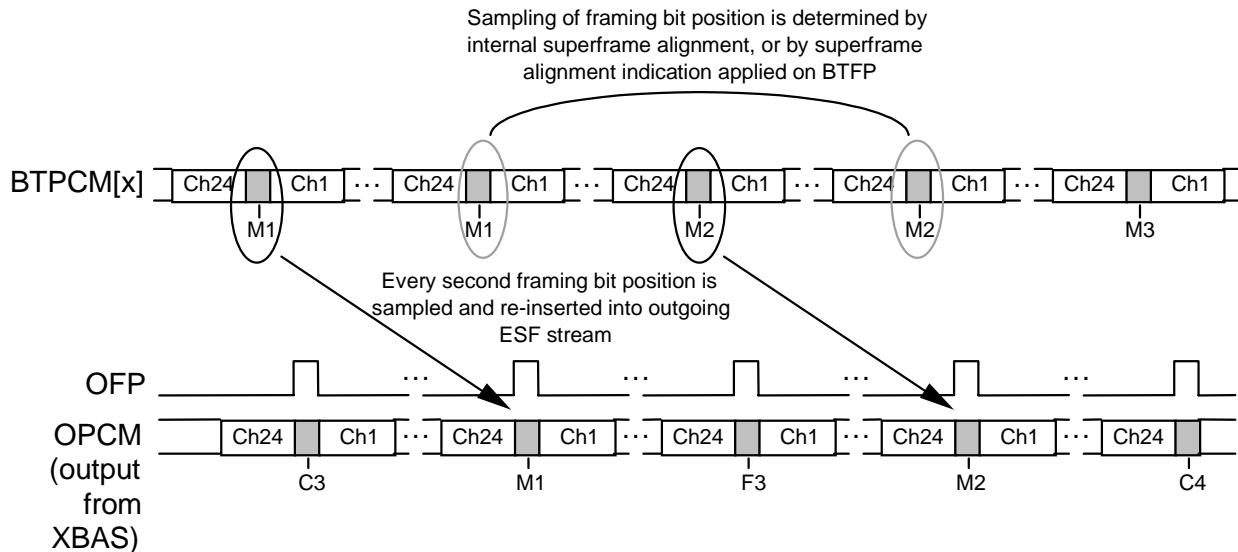 Sampling of framing bit position is determined by
internal superframe alignment, or by superframe
alignment indication applied on BTFP
BTPCM[x]
Ch24 Ch1 ... Ch24 Ch1 ... Ch24 Ch1 ... Ch24 Ch1 ... Ch24 Ch1
M1 M1 M2 M2 M3
Every second framing bit position is
sampled and re-inserted into outgoing
ESF stream
OFP ... ... ... ...
OPCM
(output
from
XBAS)
Ch24 Ch1 ... Ch24 Ch1 ... Ch24 Ch1 ... Ch24 Ch1 ... Ch24
C3 M1 F3 M2 C4